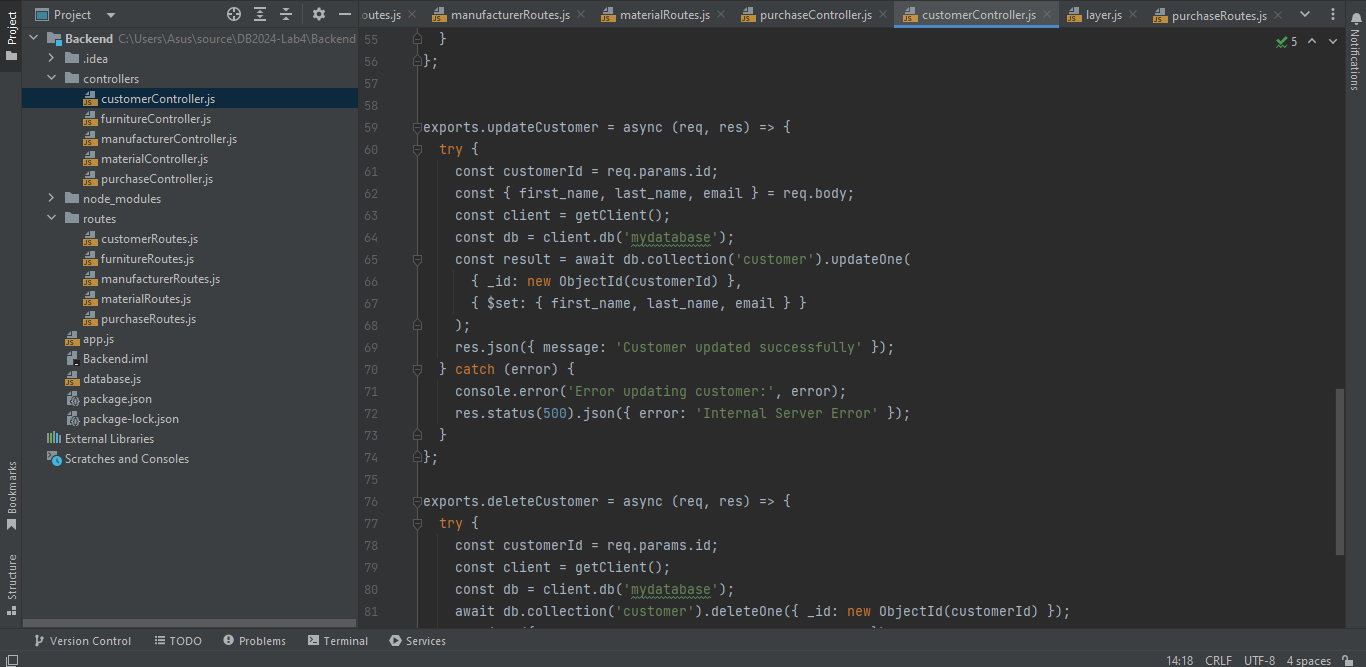 Project
outes.js
manufacturerRoutes.js
materialRoutes.js
purchaseController.js
customerController.js
layer.js
purchaseRoutes.js
Project
Bookmarks
Structure
Notifications
Backend C:\Users\Asus\source\DB2024-Lab4\Backend
.idea
controllers
customerController.js
furnitureController.js
manufacturerController.js
materialController.js
purchaseController.js
node_modules
routes
customerRoutes.js
furnitureRoutes.js
manufacturerRoutes.js
materialRoutes.js
purchaseRoutes.js
app.js
Backend.iml
database.js
package.json
package-lock.json
External Libraries
Scratches and Consoles
5
55 }
56 };
57
58
59 exports.updateCustomer = async (req, res) => {
60 try {
61 const customerId = req.params.id;
62 const { first_name, last_name, email } = req.body;
63 const client = getClient();
64 const db = client.db('mydatabase');
65 const result = await db.collection('customer').updateOne(
66 { _id: new ObjectId(customerId) },
67 { $set: { first_name, last_name, email } }
68 );
69 res.json({ message: 'Customer updated successfully' });
70 } catch (error) {
71 console.error('Error updating customer:', error);
72 res.status(500).json({ error: 'Internal Server Error' });
73 }
74 };
75
76 exports.deleteCustomer = async (req, res) => {
77 try {
78 const customerId = req.params.id;
79 const client = getClient();
80 const db = client.db('mydatabase');
81 await db.collection('customer').deleteOne({ _id: new ObjectId(customerId) });
Version Control
TODO
Problems
Terminal
Services
14:18 CRLF UTF-8 4 spaces